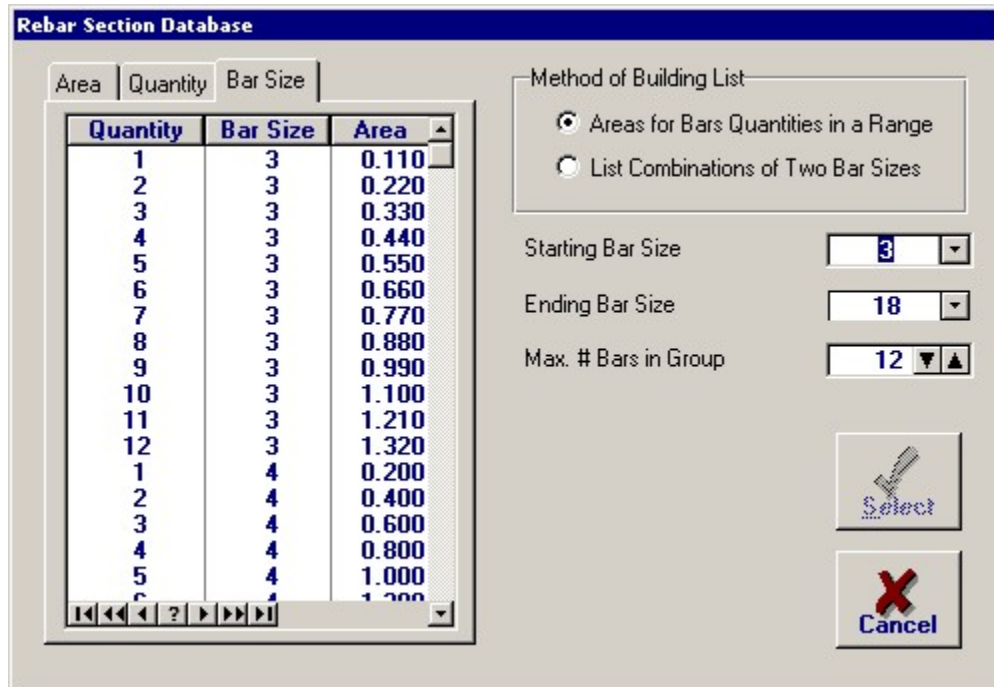 Rebar Section Database
Area Quantity Bar Size
Quantity Bar Size Area
1 3 0.110
2 3 0.220
3 3 0.330
4 3 0.440
5 3 0.550
6 3 0.660
7 3 0.770
8 3 0.880
9 3 0.990
10 3 1.100
11 3 1.210
12 3 1.320
1 4 0.200
2 4 0.400
3 4 0.600
4 4 0.800
5 4 1.000
?
Method of Building List
Areas for Bars Quantities in a Range
List Combinations of Two Bar Sizes
Starting Bar Size 3
Ending Bar Size 18
Max. # Bars in Group 12
Select
Cancel